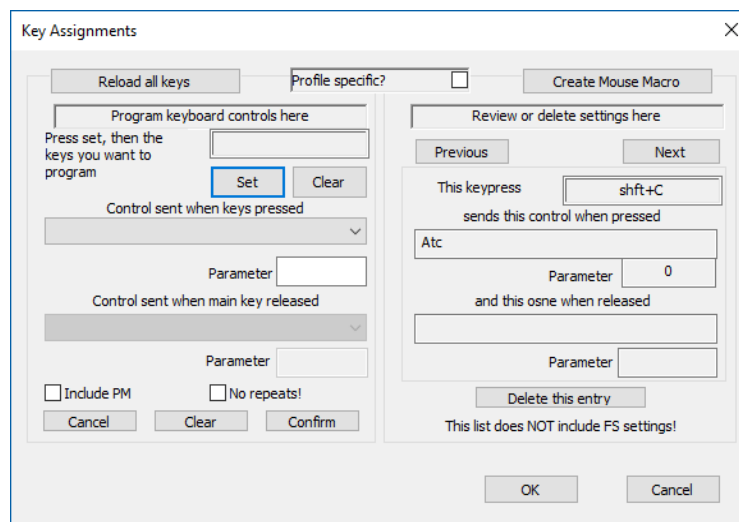 Key Assignments
Reload all keys
Profile specific?
Create Mouse Macro
Program keyboard controls here
Press set, then the
keys you want to
program
Set
Clear
Control sent when keys pressed
Parameter
Control sent when main key released
Parameter
Include PM
No repeats!
Cancel
Clear
Confirm
Review or delete settings here
Previous
Next
This keypress
shft+C
sends this control when pressed
Atc
Parameter
0
and this osne when released
Parameter
Delete this entry
This list does NOT include FS settings!
OK
Cancel